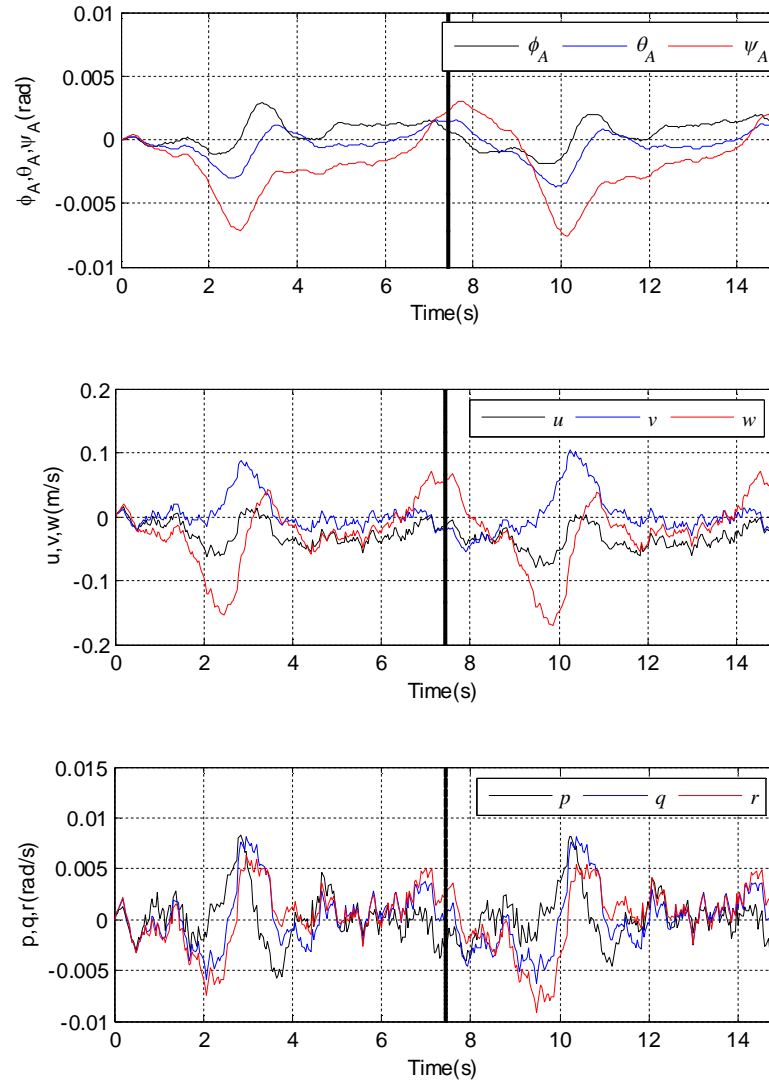 0.01
0.005
0
-0.005
-0.01
ϕ_A,θ_A,ψ_A(rad)
ϕ_A θ_A ψ_A
0 2 4 6 8 10 12 14
Time(s)
0.2
0.1
0
-0.1
-0.2
u,v,w(m/s)
u v w
0 2 4 6 8 10 12 14
Time(s)
0.015
0.01
0.005
0
-0.005
-0.01
p,q,r(rad/s)
p q r
0 2 4 6 8 10 12 14
Time(s)